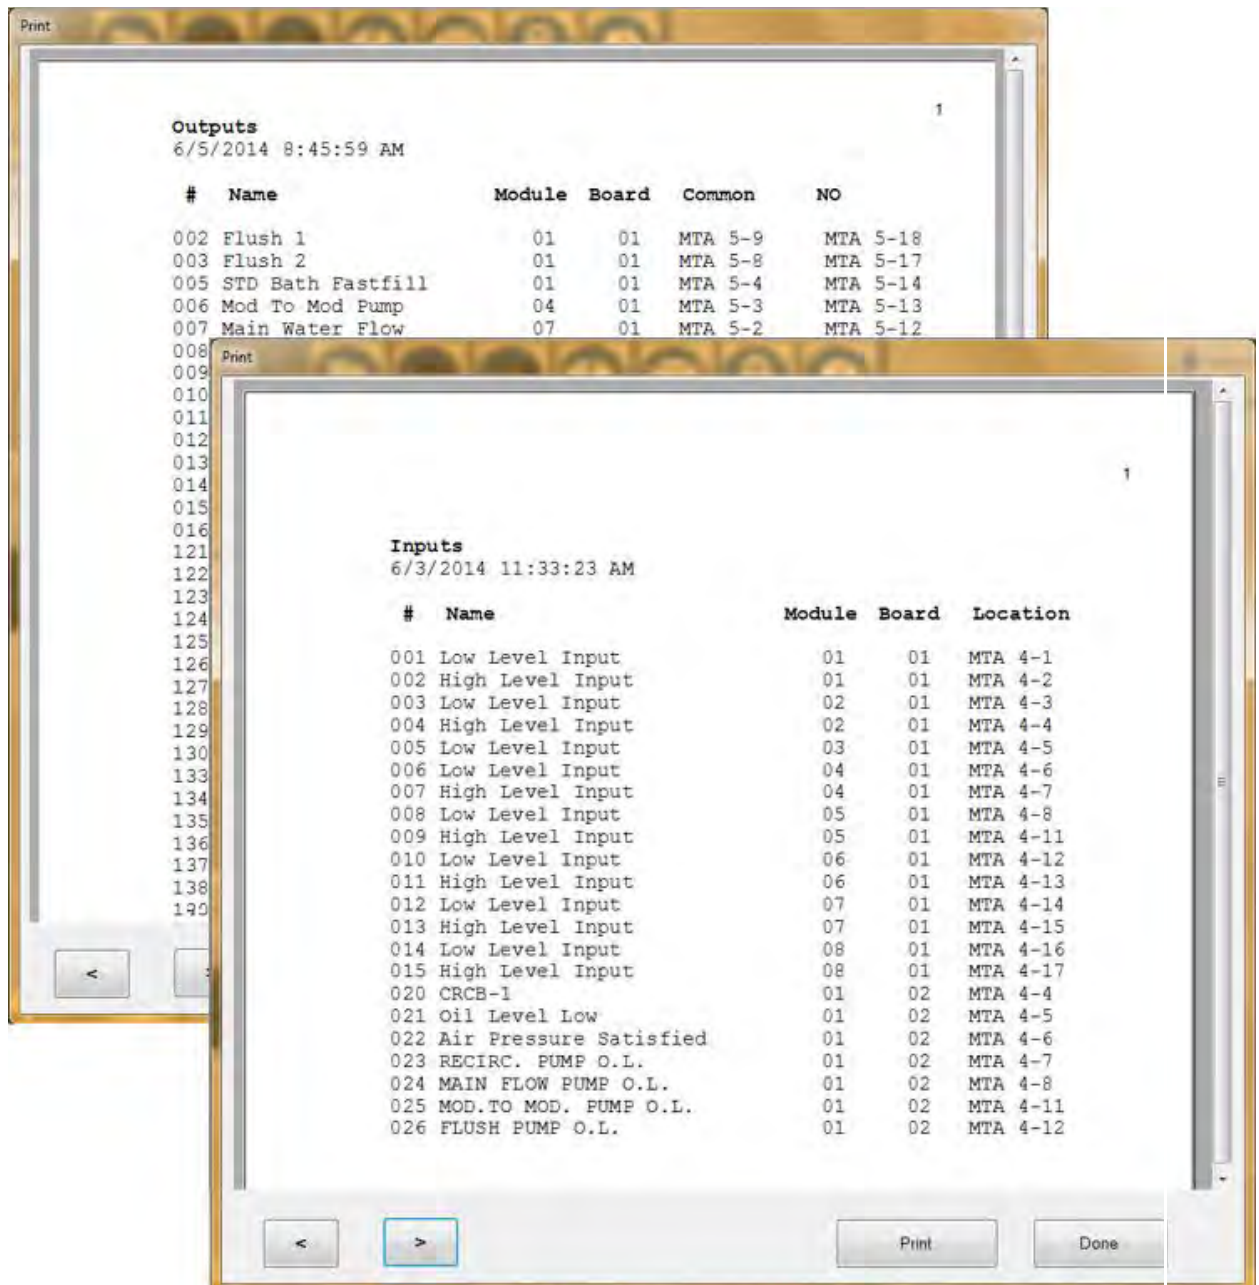 Print
1
Outputs
6/5/2014 8:45:59 AM
# Name Module Board Common NO
002 Flush 1 01 01 MTA 5-9 MTA 5-18
003 Flush 2 01 01 MTA 5-8 MTA 5-17
005 STD Bath Fastfill 01 01 MTA 5-4 MTA 5-14
006 Mod To Mod Pump 04 01 MTA 5-3 MTA 5-13
007 Main Water Flow 07 01 MTA 5-2 MTA 5-12
008
009
010
011
012
013
014
015
016
121
122
123
124
125
126
127
128
129
130
133
134
135
136
137
138
<
Print
1
Inputs
6/3/2014 11:33:23 AM
# Name Module Board Location
001 Low Level Input 01 01 MTA 4-1
002 High Level Input 01 01 MTA 4-2
003 Low Level Input 02 01 MTA 4-3
004 High Level Input 02 01 MTA 4-4
005 Low Level Input 03 01 MTA 4-5
006 Low Level Input 04 01 MTA 4-6
007 High Level Input 04 01 MTA 4-7
008 Low Level Input 05 01 MTA 4-8
009 High Level Input 05 01 MTA 4-11
010 Low Level Input 06 01 MTA 4-12
011 High Level Input 06 01 MTA 4-13
012 Low Level Input 07 01 MTA 4-14
013 High Level Input 07 01 MTA 4-15
014 Low Level Input 08 01 MTA 4-16
015 High Level Input 08 01 MTA 4-17
020 CRCB-1 01 02 MTA 4-4
021 Oil Level Low 01 02 MTA 4-5
022 Air Pressure Satisfied 01 02 MTA 4-6
023 RECIRC. PUMP O.L. 01 02 MTA 4-7
024 MAIN FLOW PUMP O.L. 01 02 MTA 4-8
025 MOD.TO MOD. PUMP O.L. 01 02 MTA 4-11
026 FLUSH PUMP O.L. 01 02 MTA 4-12
< > Print Done